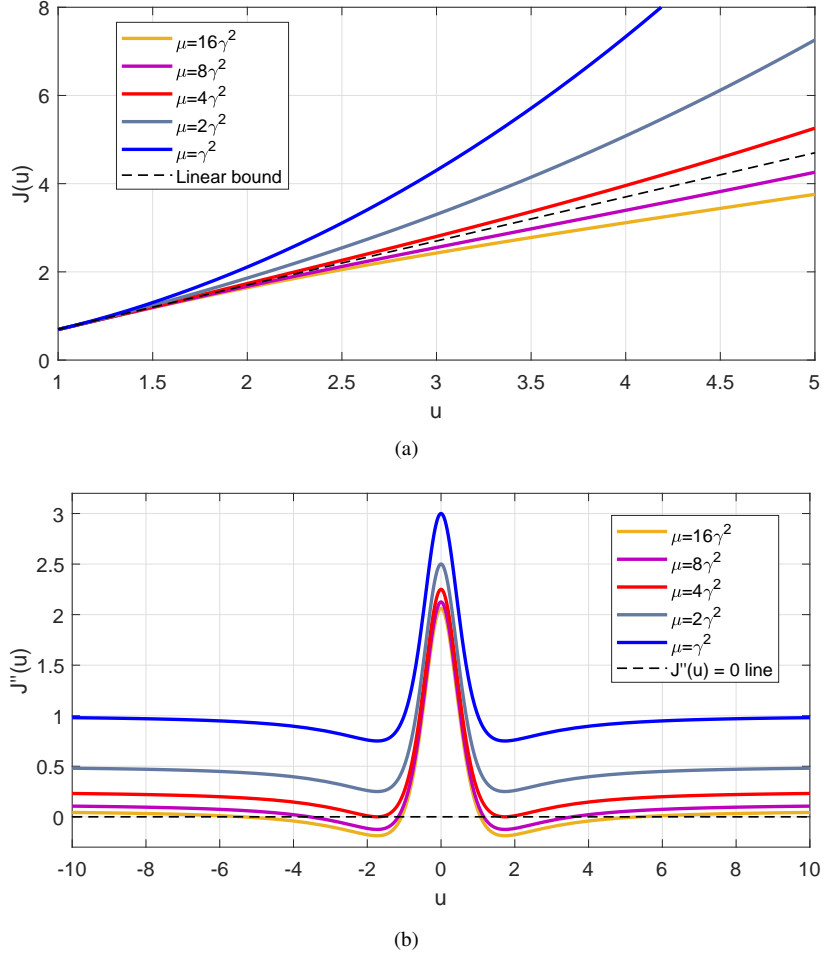 8
6
4
2
0
J(u)
μ=16γ²
μ=8γ²
μ=4γ²
μ=2γ²
μ=γ²
Linear bound
1 1.5 2 2.5 3 3.5 4 4.5 5
u
(a)
3
2.5
2
1.5
1
0.5
0
J''(u)
μ=16γ²
μ=8γ²
μ=4γ²
μ=2γ²
μ=γ²
J''(u) = 0 line
-10 -8 -6 -4 -2 0 2 4 6 8 10
u
(b)